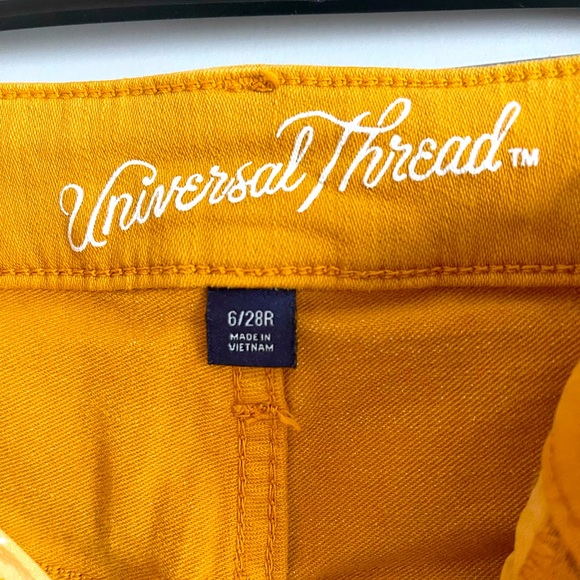 Universal Thread™
6/28R
MADE IN
VIETNAM